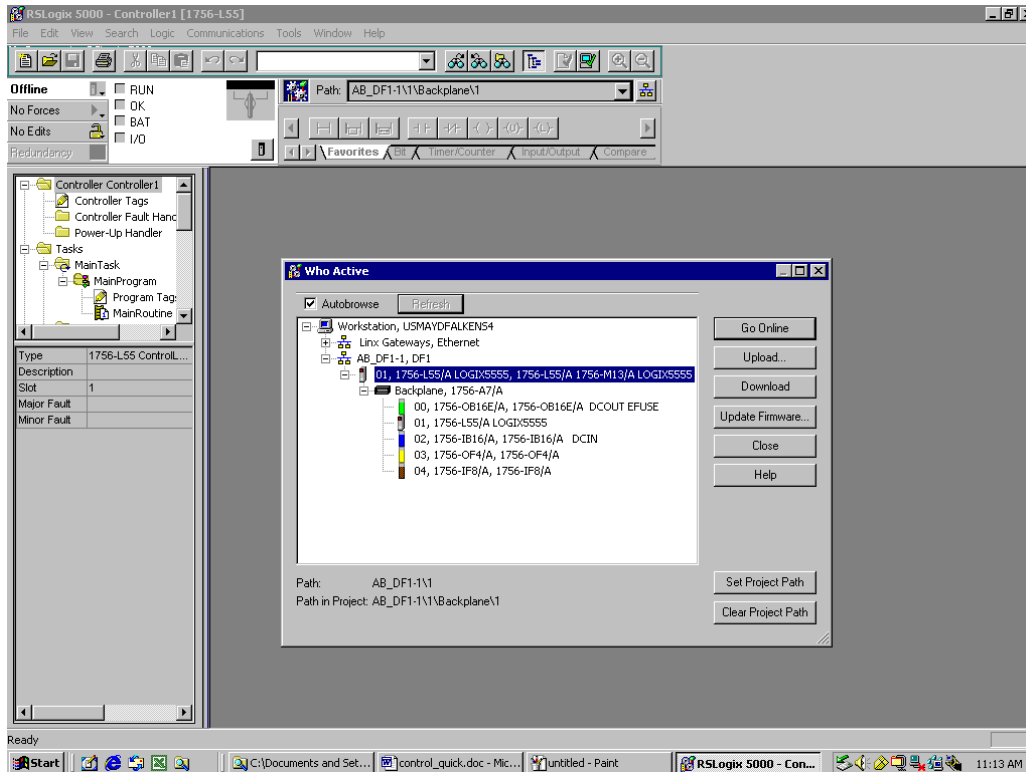 RSLogix 5000 - Controller1 [1756-L55]
File Edit View Search Logic Communications Tools Window Help
Offline
RUN
No Forces
OK
No Edits
BAT
Redundancy
I/O
Path: AB_DF1-1\1\Backplane\1
Favorites Bit Timer/Counter Input/Output Compare
Controller Controller1
Controller Tags
Controller Fault Hanc
Power-Up Handler
Tasks
MainTask
MainProgram
Program Tag:
MainRoutine
Type 1756-L55 ControlL...
Description
Slot 1
Major Fault
Minor Fault
Who Active
Autobrowse Refresh
Workstation, USMAYDFALKENS4
Linx Gateways, Ethernet
AB_DF1-1, DF1
01, 1756-L55/A LOGIX5555, 1756-L55/A 1756-M13/A LOGIX5555
Backplane, 1756-A7/A
00, 1756-OB16E/A, 1756-OB16E/A DCOUT EFUSE
01, 1756-L55/A LOGIX5555
02, 1756-IB16/A, 1756-IB16/A DCIN
03, 1756-OF4/A, 1756-OF4/A
04, 1756-IF8/A, 1756-IF8/A
Go Online
Upload...
Download
Update Firmware...
Close
Help
Path: AB_DF1-1\1
Path in Project: AB_DF1-1\1\Backplane\1
Set Project Path
Clear Project Path
Ready
Start
C:\Documents and Set...
control_quick.doc - Mic...
untitled - Paint
RSLogix 5000 - Con...
11:13 AM